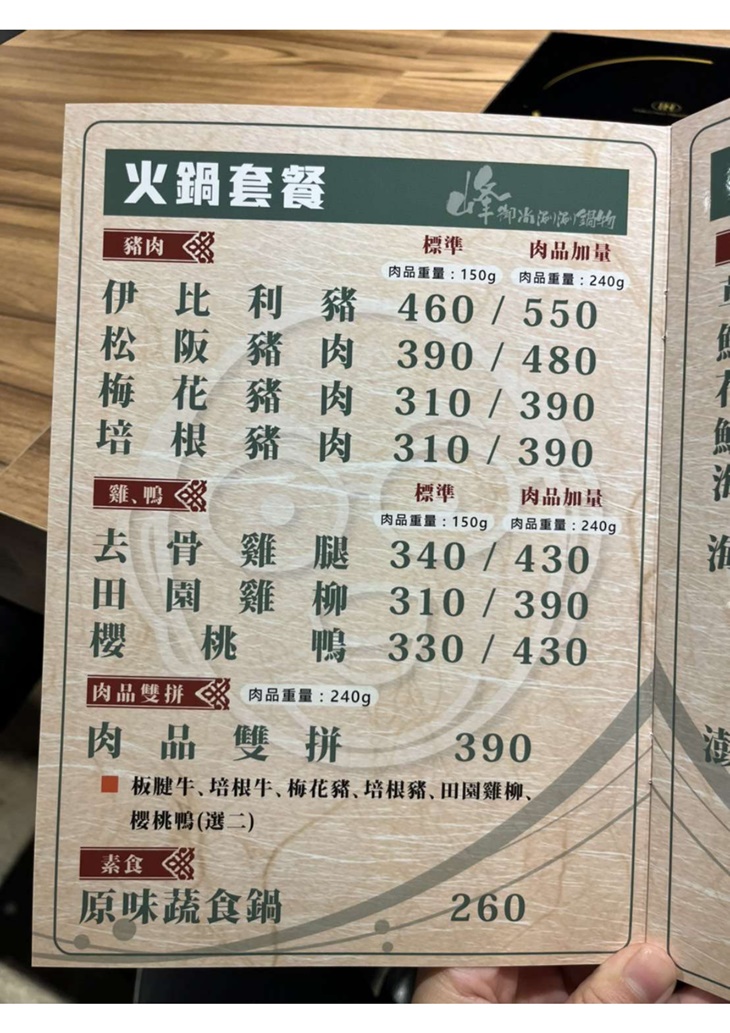 火鍋套餐
峰御滿涮涮鍋物
豬肉 標準 肉品加量
肉品重量：150g 肉品重量：240g
伊比利豬 460 / 550
松阪豬肉 390 / 480
梅花豬肉 310 / 390
培根豬肉 310 / 390
雞、鴨 標準 肉品加量
肉品重量：150g 肉品重量：240g
去骨雞腿 340 / 430
田園雞柳 310 / 390
櫻桃鴨 330 / 430
肉品雙拼 肉品重量：240g
肉品雙拼 390
板腱牛、培根牛、梅花豬、培根豬、田園雞柳、
櫻桃鴨(選二)
素食
原味蔬食鍋 260